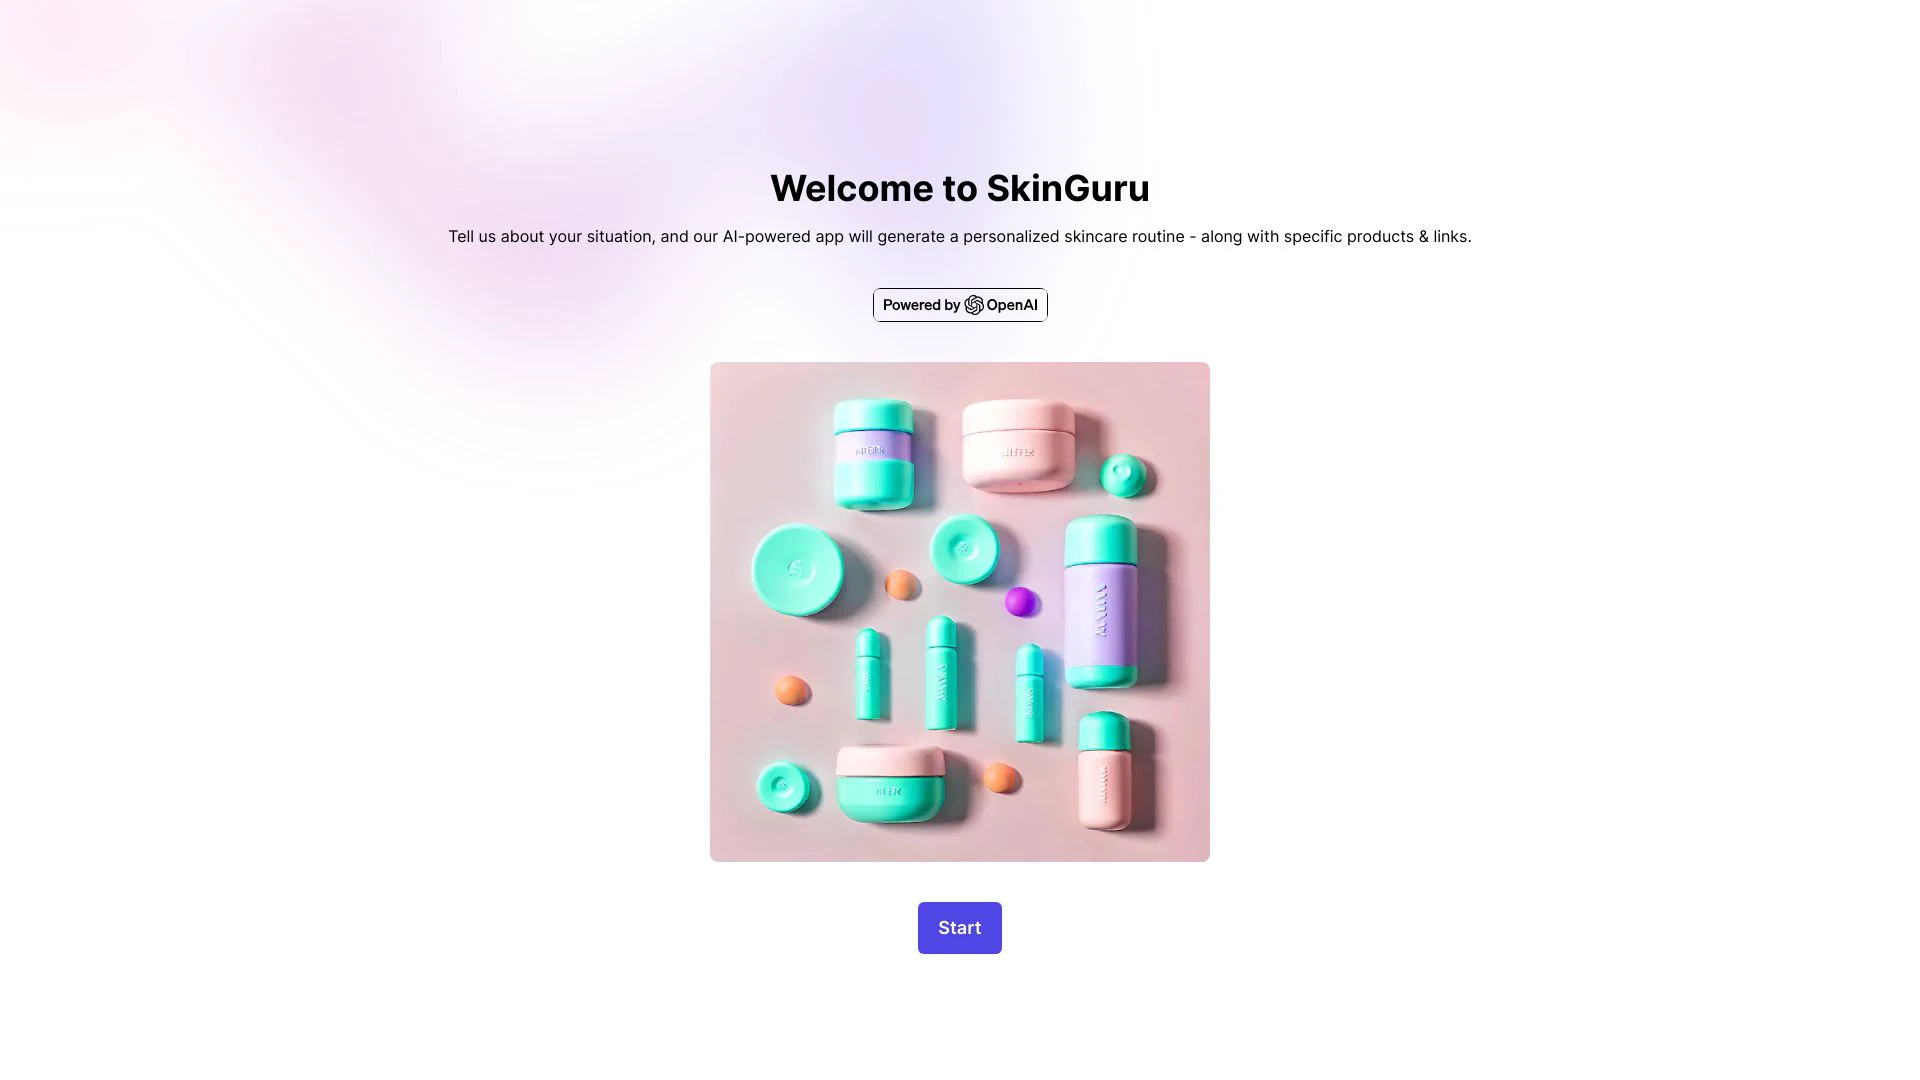 Welcome to SkinGuru
Tell us about your situation, and our AI-powered app will generate a personalized skincare routine - along with specific products & links.
Powered by OpenAI
Start